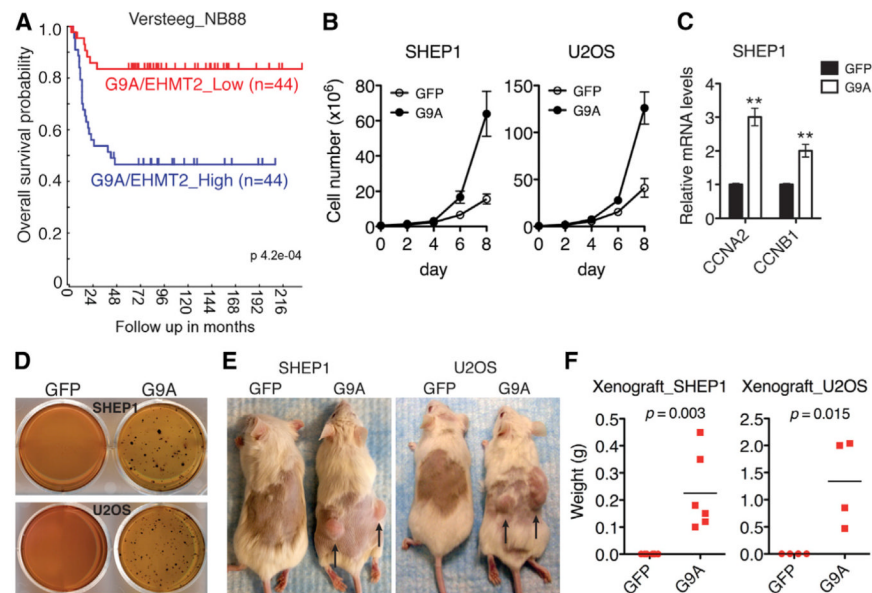 A
Versteeg_NB88
1.0
0.8
0.6
0.4
0.2
0
Overall survival probability
G9A/EHMT2_Low (n=44)
G9A/EHMT2_High (n=44)
p 4.2e-04
0 24 48 72 96 120 144 168 192 216
Follow up in months
B
SHEP1
GFP
G9A
Cell number (x10⁶)
80
60
40
20
0
0 2 4 6 8
day
U2OS
GFP
G9A
150
100
50
0
0 2 4 6 8
day
C
SHEP1
GFP
G9A
Relative mRNA levels
4
3
2
1
0
**
**
CCNA2 CCNB1
D
GFP G9A
SHEP1
U2OS
E
SHEP1 U2OS
GFP G9A GFP G9A
F
Xenograft_SHEP1
p = 0.003
Weight (g)
0.5
0.4
0.3
0.2
0.1
0.0
GFP G9A
Xenograft_U2OS
p = 0.015
2.5
2.0
1.5
1.0
0.5
0.0
GFP G9A